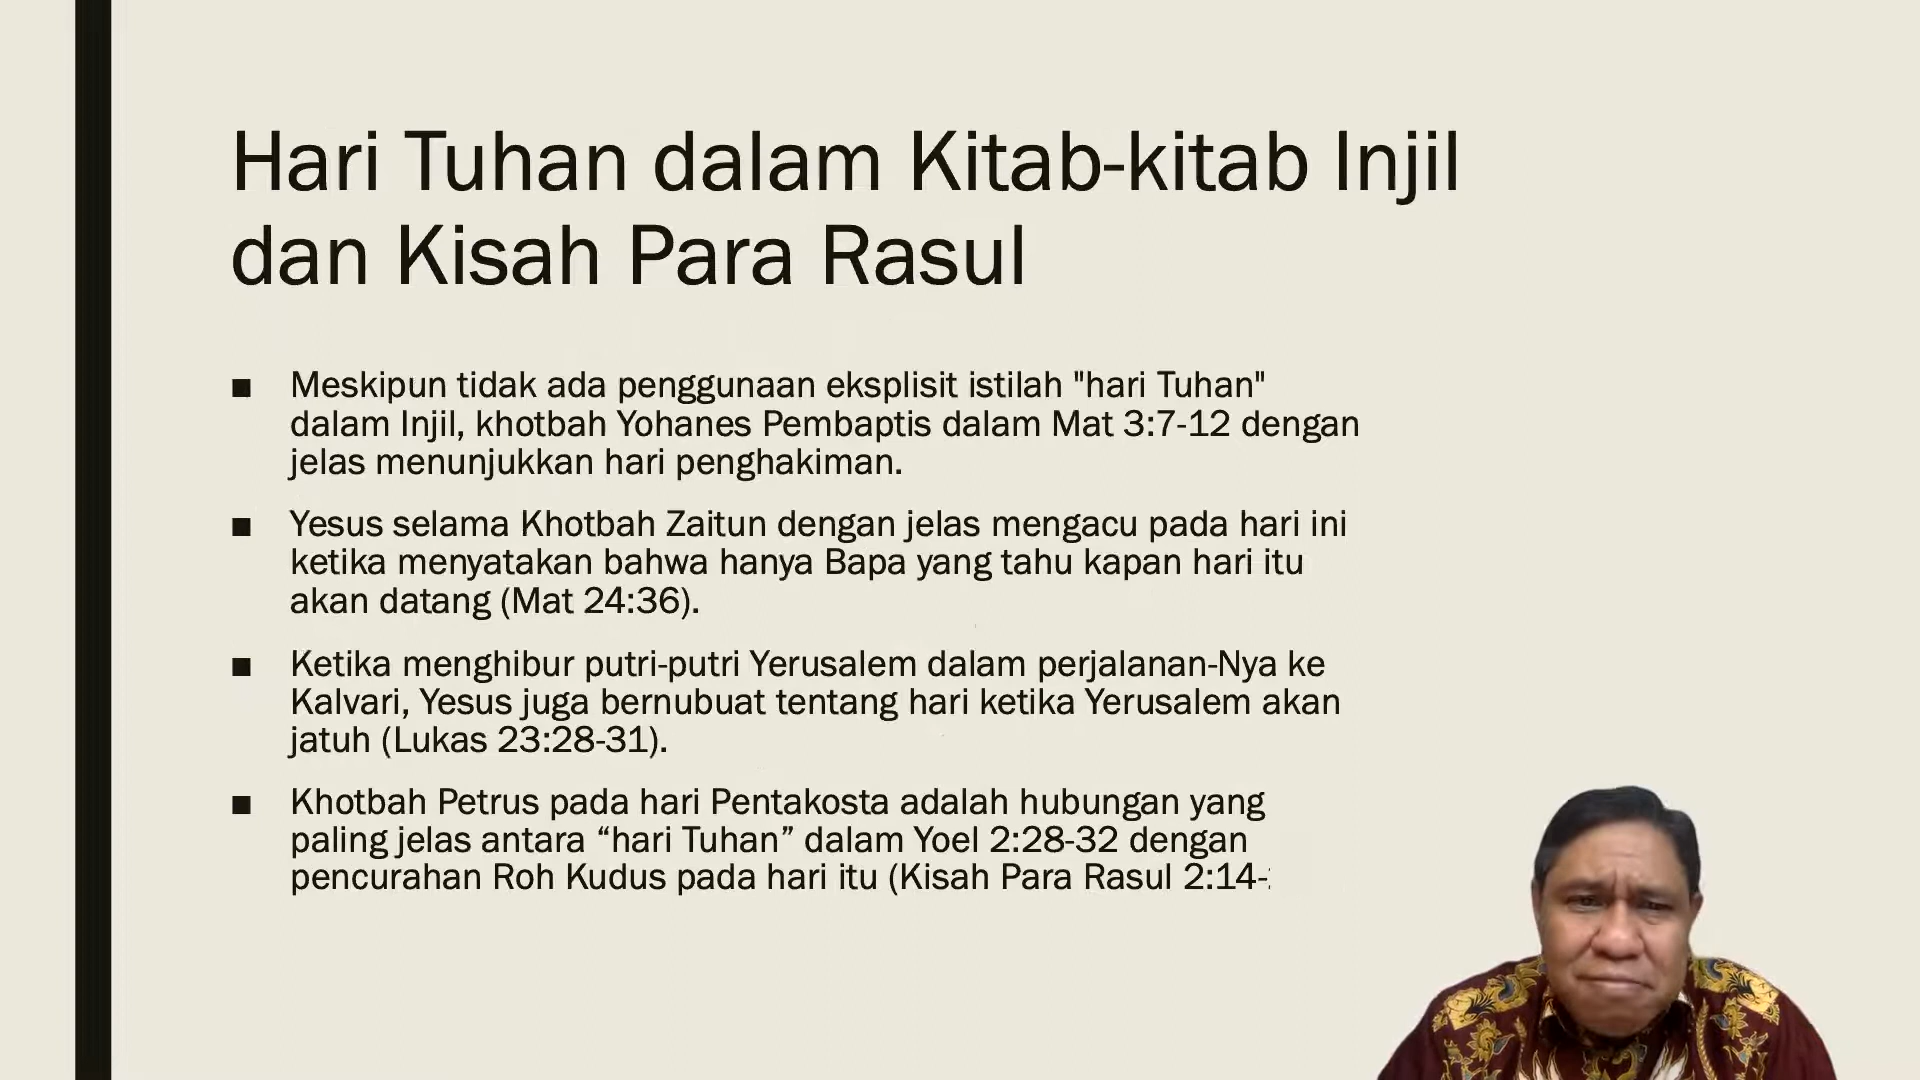 Hari Tuhan dalam Kitab-kitab Injil
dan Kisah Para Rasul
■ Meskipun tidak ada penggunaan eksplisit istilah "hari Tuhan"
dalam Injil, khotbah Yohanes Pembaptis dalam Mat 3:7-12 dengan
jelas menunjukkan hari penghakiman.
■ Yesus selama Khotbah Zaitun dengan jelas mengacu pada hari ini
ketika menyatakan bahwa hanya Bapa yang tahu kapan hari itu
akan datang (Mat 24:36).
■ Ketika menghibur putri-putri Yerusalem dalam perjalanan-Nya ke
Kalvari, Yesus juga bernubuat tentang hari ketika Yerusalem akan
jatuh (Lukas 23:28-31).
■ Khotbah Petrus pada hari Pentakosta adalah hubungan yang
paling jelas antara “hari Tuhan” dalam Yoel 2:28-32 dengan
pencurahan Roh Kudus pada hari itu (Kisah Para Rasul 2:14-